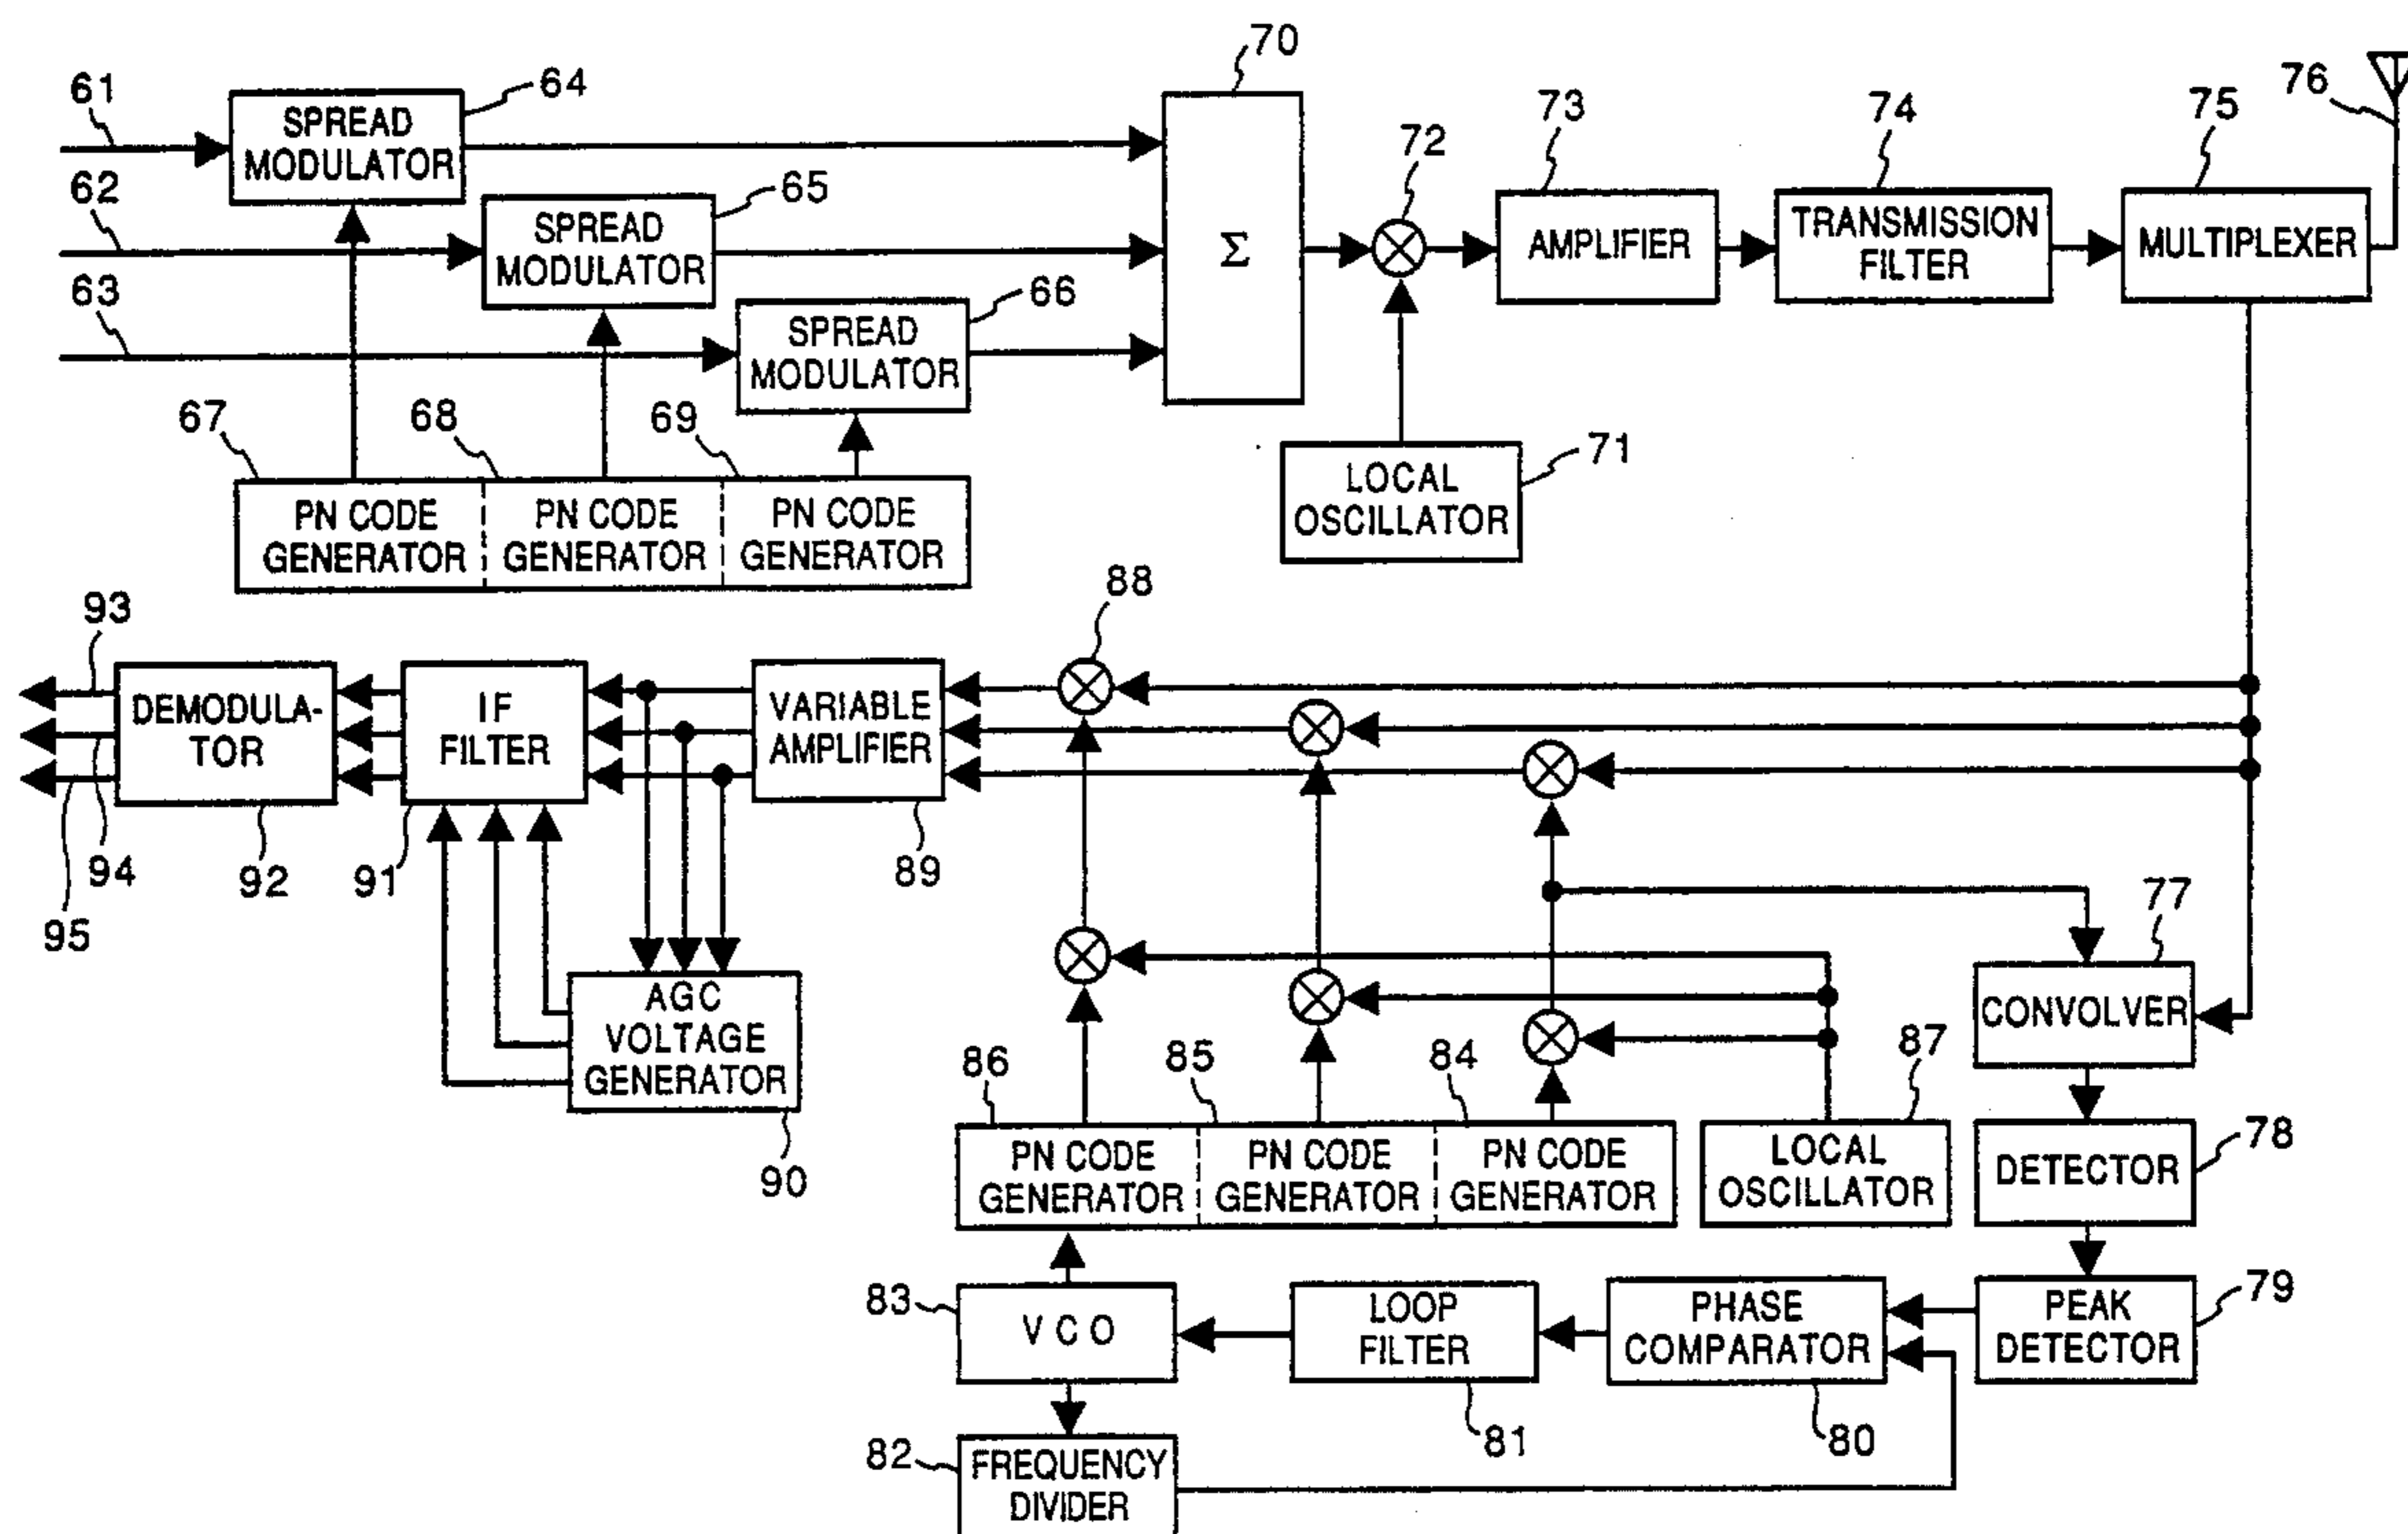 70
61
64
SPREAD
MODULATOR
62
65
SPREAD
MODULATOR
63
66
SPREAD
MODULATOR
Σ
72
73
AMPLIFIER
74
TRANSMISSION
FILTER
75
MULTIPLEXER
76
67
68
69
PN CODE
GENERATOR
PN CODE
GENERATOR
PN CODE
GENERATOR
LOCAL
OSCILLATOR
71
93
DEMODULA-
TOR
IF
FILTER
VARIABLE
AMPLIFIER
88
94
95
92
91
89
AGC
VOLTAGE
GENERATOR
90
77
CONVOLVER
86
85
84
87
PN CODE
GENERATOR
PN CODE
GENERATOR
PN CODE
GENERATOR
LOCAL
OSCILLATOR
DETECTOR
78
83
VCO
LOOP
FILTER
81
PHASE
COMPARATOR
80
PEAK
DETECTOR
79
82
FREQUENCY
DIVIDER